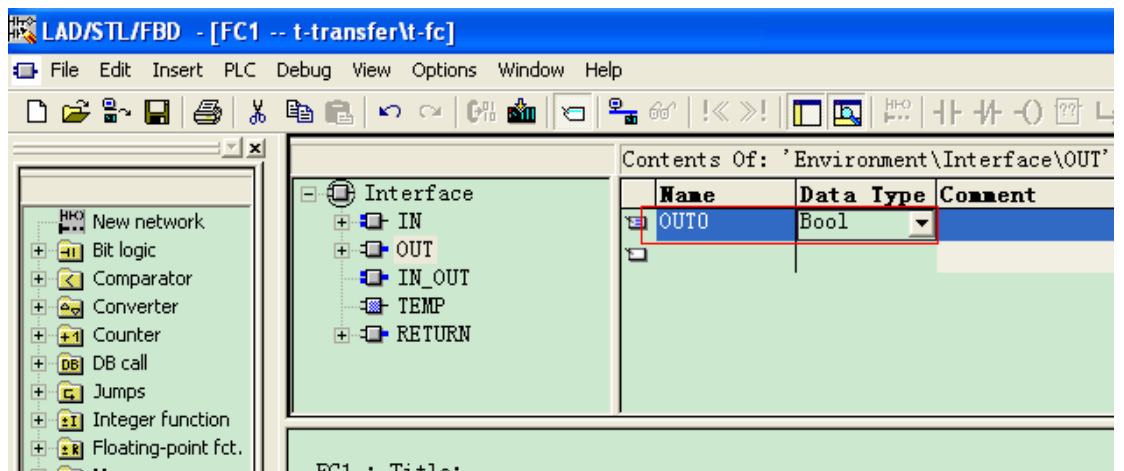 LAD/STL/FBD - [FC1 -- t-transfer\t-fc]
File Edit Insert PLC Debug View Options Window Help
Contents Of: 'Environment\Interface\OUT'
Interface
IN
OUT
IN_OUT
TEMP
RETURN
Name Data Type Comment
OUT0 Bool
New network
Bit logic
Comparator
Converter
Counter
DB call
Jumps
Integer function
Floating-point fct.
FC1 : Title: